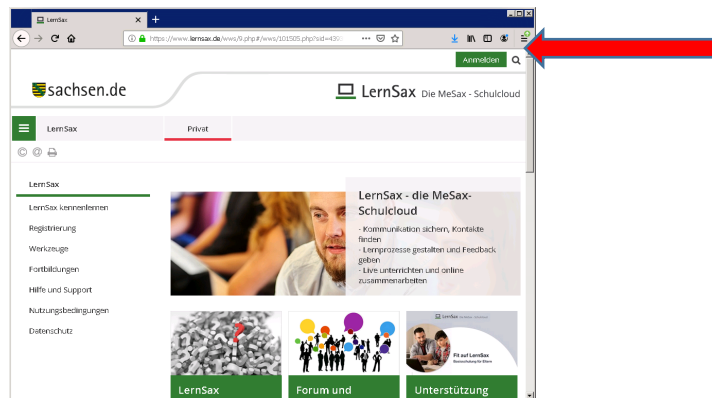 LernSax
https://www.lernsax.de/wws/9.php#/wws/101505.php?sid=439
Anmelden
sachsen.de
LernSax Die MeSax - Schulcloud
LernSax
Privat
LernSax
LernSax kennenlernen
Registrierung
Werkzeuge
Fortbildungen
Hilfe und Support
Nutzungsbedingungen
Datenschutz
LernSax - die MeSax-
Schulcloud
- Kommunikation sichern, Kontakte
finden
- Lernprozesse gestalten und Feedback
geben
- Live unterrichten und online
zusammenarbeiten
LernSax
Fit auf LernSax
LernSax
Forum und
Unterstützung